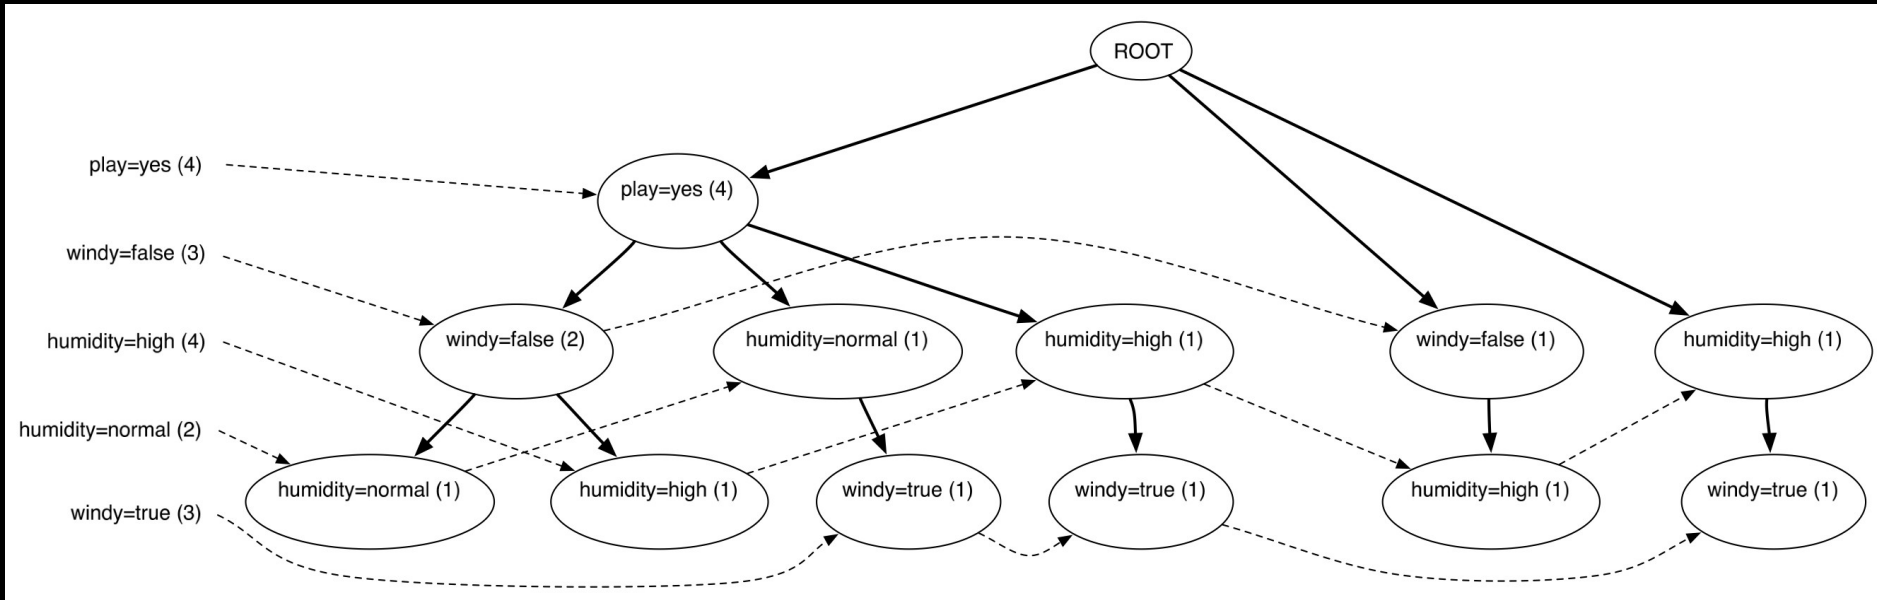 ROOT
play=yes (4)
play=yes (4)
windy=false (3)
humidity=high (4)
windy=false (2)
humidity=normal (1)
humidity=high (1)
windy=false (1)
humidity=high (1)
humidity=normal (2)
humidity=normal (1)
humidity=high (1)
windy=true (1)
windy=true (1)
humidity=high (1)
windy=true (1)
windy=true (3)